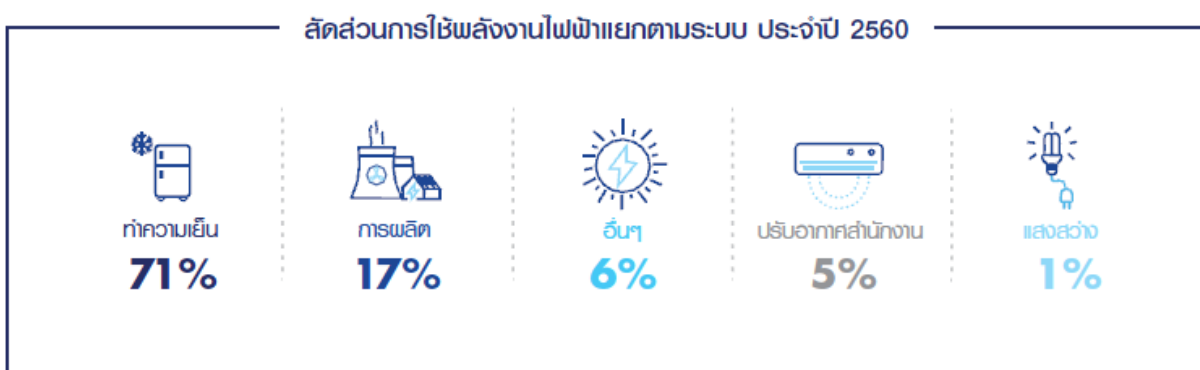 สัดส่วนการใช้พลังงานไฟฟ้าแยกตามระบบ ประจำปี 2560
ทำความเย็น
71%
การผลิต
17%
อื่นๆ
6%
ปรับอากาศสำนักงาน
5%
แสงสว่าง
1%